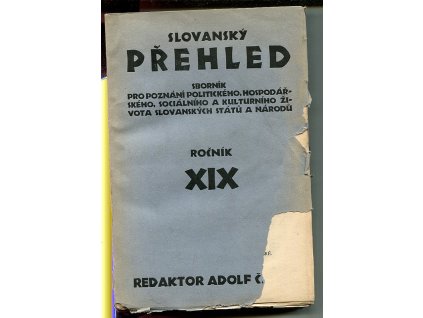 SLOVANSKÝ
PŘEHLED
SBORNÍK
PRO POZNÁNÍ POLITICKÉHO, HOSPODÁŘ-
SKÉHO, SOCIÁLNÍHO A KULTURNÍHO ŽI-
VOTA SLOVANSKÝCH STÁTŮ A NÁRODŮ
ROČNÍK
XIX
REDAKTOR ADOLF Č